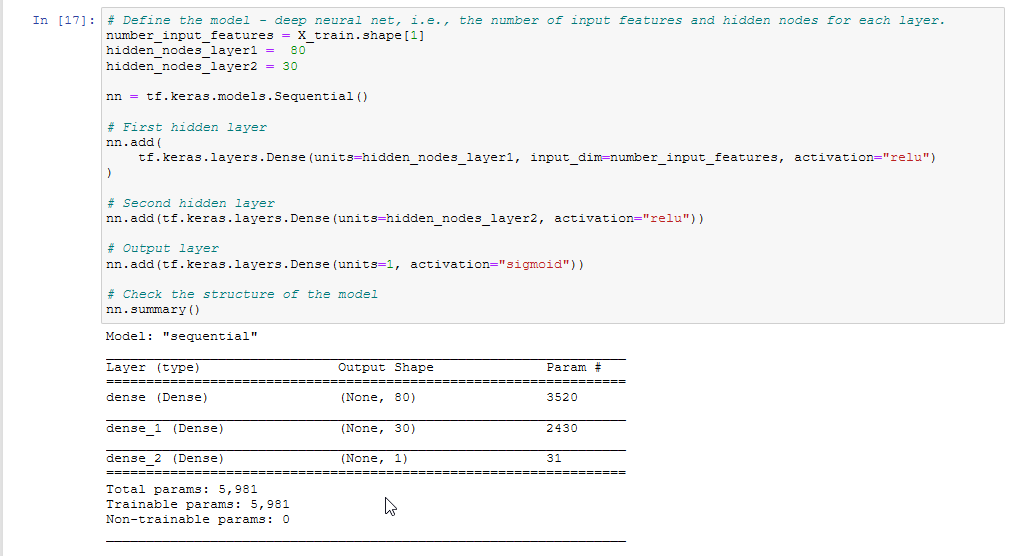 In [17]: # Define the model - deep neural net, i.e., the number of input features and hidden nodes for each layer.
number_input_features = X_train.shape[1]
hidden_nodes_layer1 =  80
hidden_nodes_layer2 = 30
nn = tf.keras.models.Sequential()
# First hidden layer
nn.add(
    tf.keras.layers.Dense(units=hidden_nodes_layer1, input_dim=number_input_features, activation="relu")
)
# Second hidden layer
nn.add(tf.keras.layers.Dense(units=hidden_nodes_layer2, activation="relu"))
# Output layer
nn.add(tf.keras.layers.Dense(units=1, activation="sigmoid"))
# Check the structure of the model
nn.summary()
Model: "sequential"
Layer (type) Output Shape Param #
dense (Dense) (None, 80) 3520
dense_1 (Dense) (None, 30) 2430
dense_2 (Dense) (None, 1) 31
Total params: 5,981
Trainable params: 5,981
Non-trainable params: 0